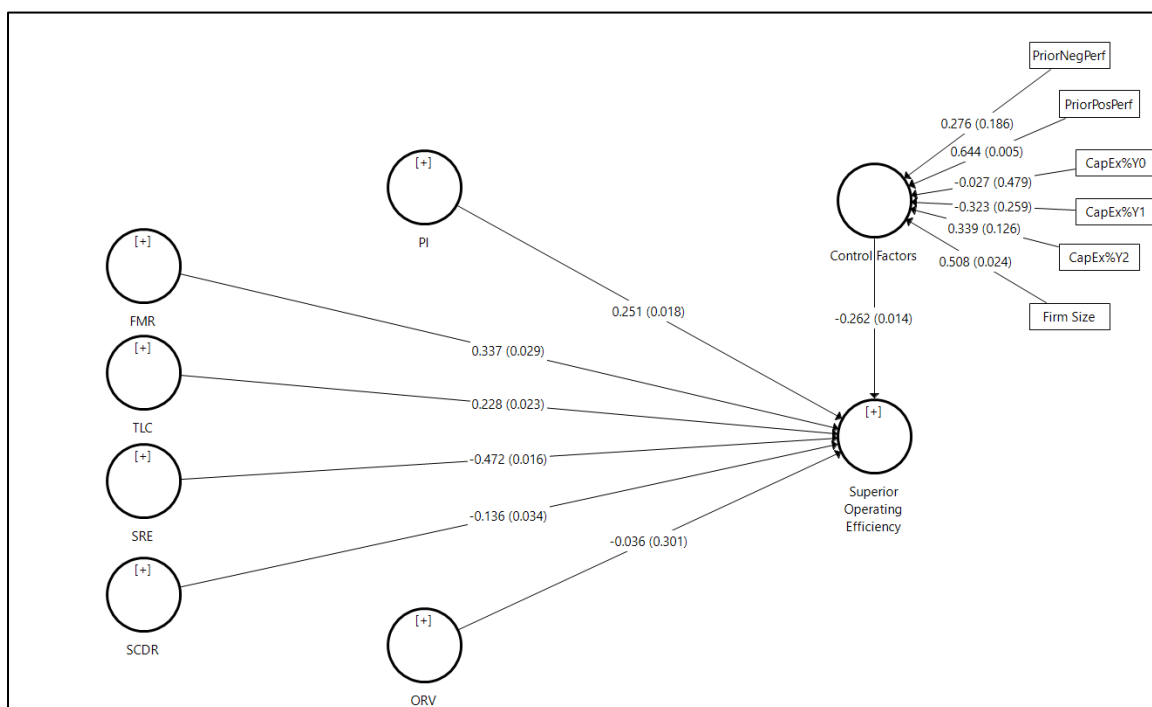 PriorNegPerf
PriorPosPerf
0.276 (0.186)
0.644 (0.005)
CapEx%Y0
-0.027 (0.479)
[+]
PI
-0.323 (0.259)
CapEx%Y1
0.339 (0.126)
[+]
FMR
Control Factors
CapEx%Y2
0.508 (0.024)
0.251 (0.018)
-0.262 (0.014)
Firm Size
[+]
TLC
0.337 (0.029)
0.228 (0.023)
[+]
Superior
Operating
Efficiency
[+]
SRE
-0.472 (0.016)
-0.136 (0.034)
-0.036 (0.301)
[+]
SCDR
[+]
ORV